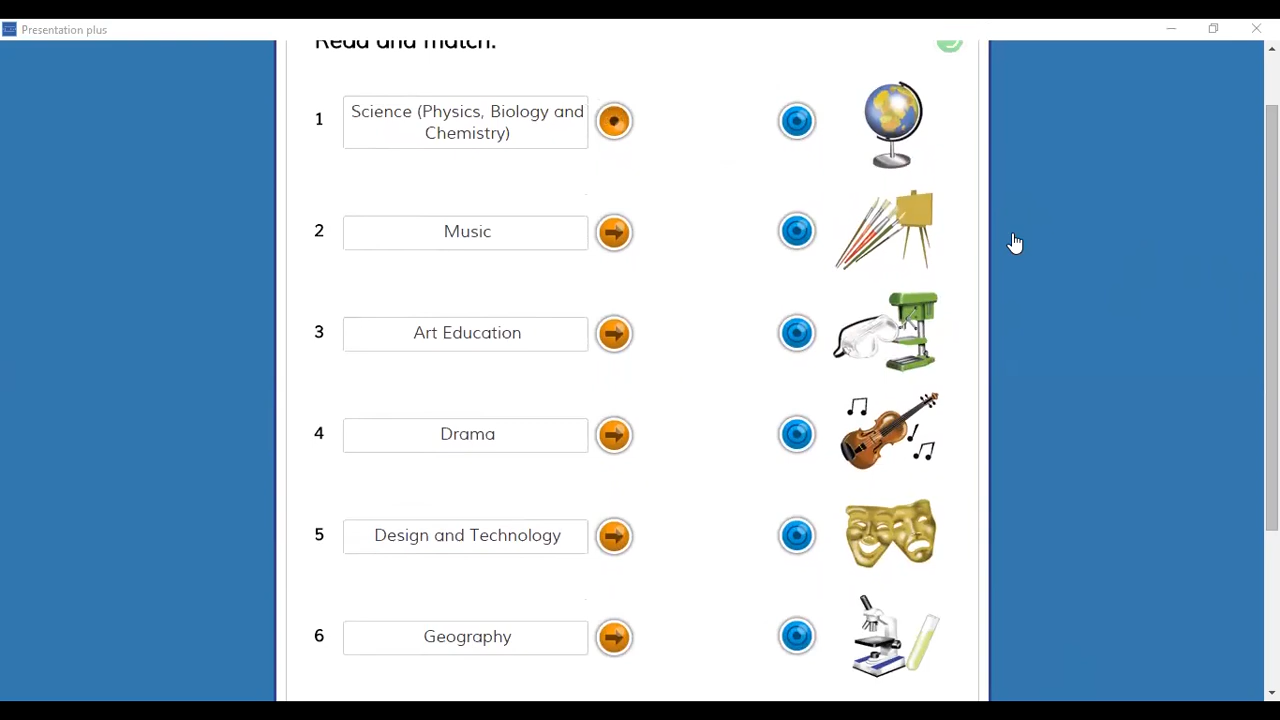 Presentation plus
Read and match.
1 Science (Physics, Biology and
Chemistry)
2 Music
3 Art Education
4 Drama
5 Design and Technology
6 Geography